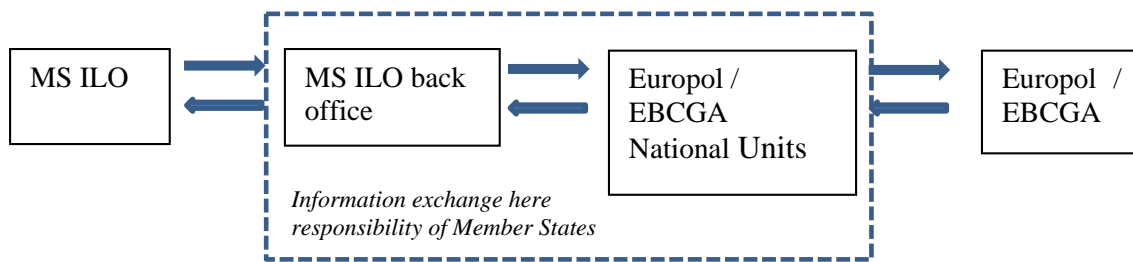 MS ILO
MS ILO back
office
Europol /
EBCGA
National Units
Europol /
EBCGA
Information exchange here
responsibility of Member States